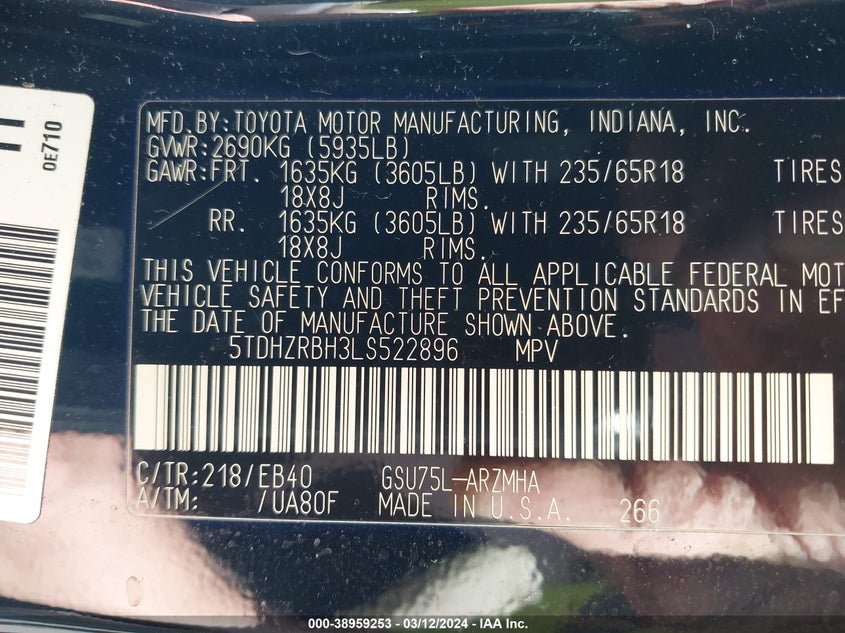 0E710
MFD.BY:TOYOTA MOTOR MANUFACTURING, INDIANA, INC.
GVWR:2690KG (5935LB)
GAWR:FRT. 1635KG (3605LB) WITH 235/65R18 TIRES
18X8J RIMS.
RR. 1635KG (3605LB) WITH 235/65R18 TIRES
18X8J RIMS.
THIS VEHICLE CONFORMS TO ALL APPLICABLE FEDERAL MOT
VEHICLE SAFETY AND THEFT PREVENTION STANDARDS IN EF
THE DATE OF MANUFACTURE SHOWN ABOVE.
5TDHZRBH3LS522896 MPV
C/TR:218/EB40 GSU75L-ARZMHA
A/TM: /UA80F MADE IN U.S.A. 266
000-38959253 - 03/12/2024 - IAA Inc.